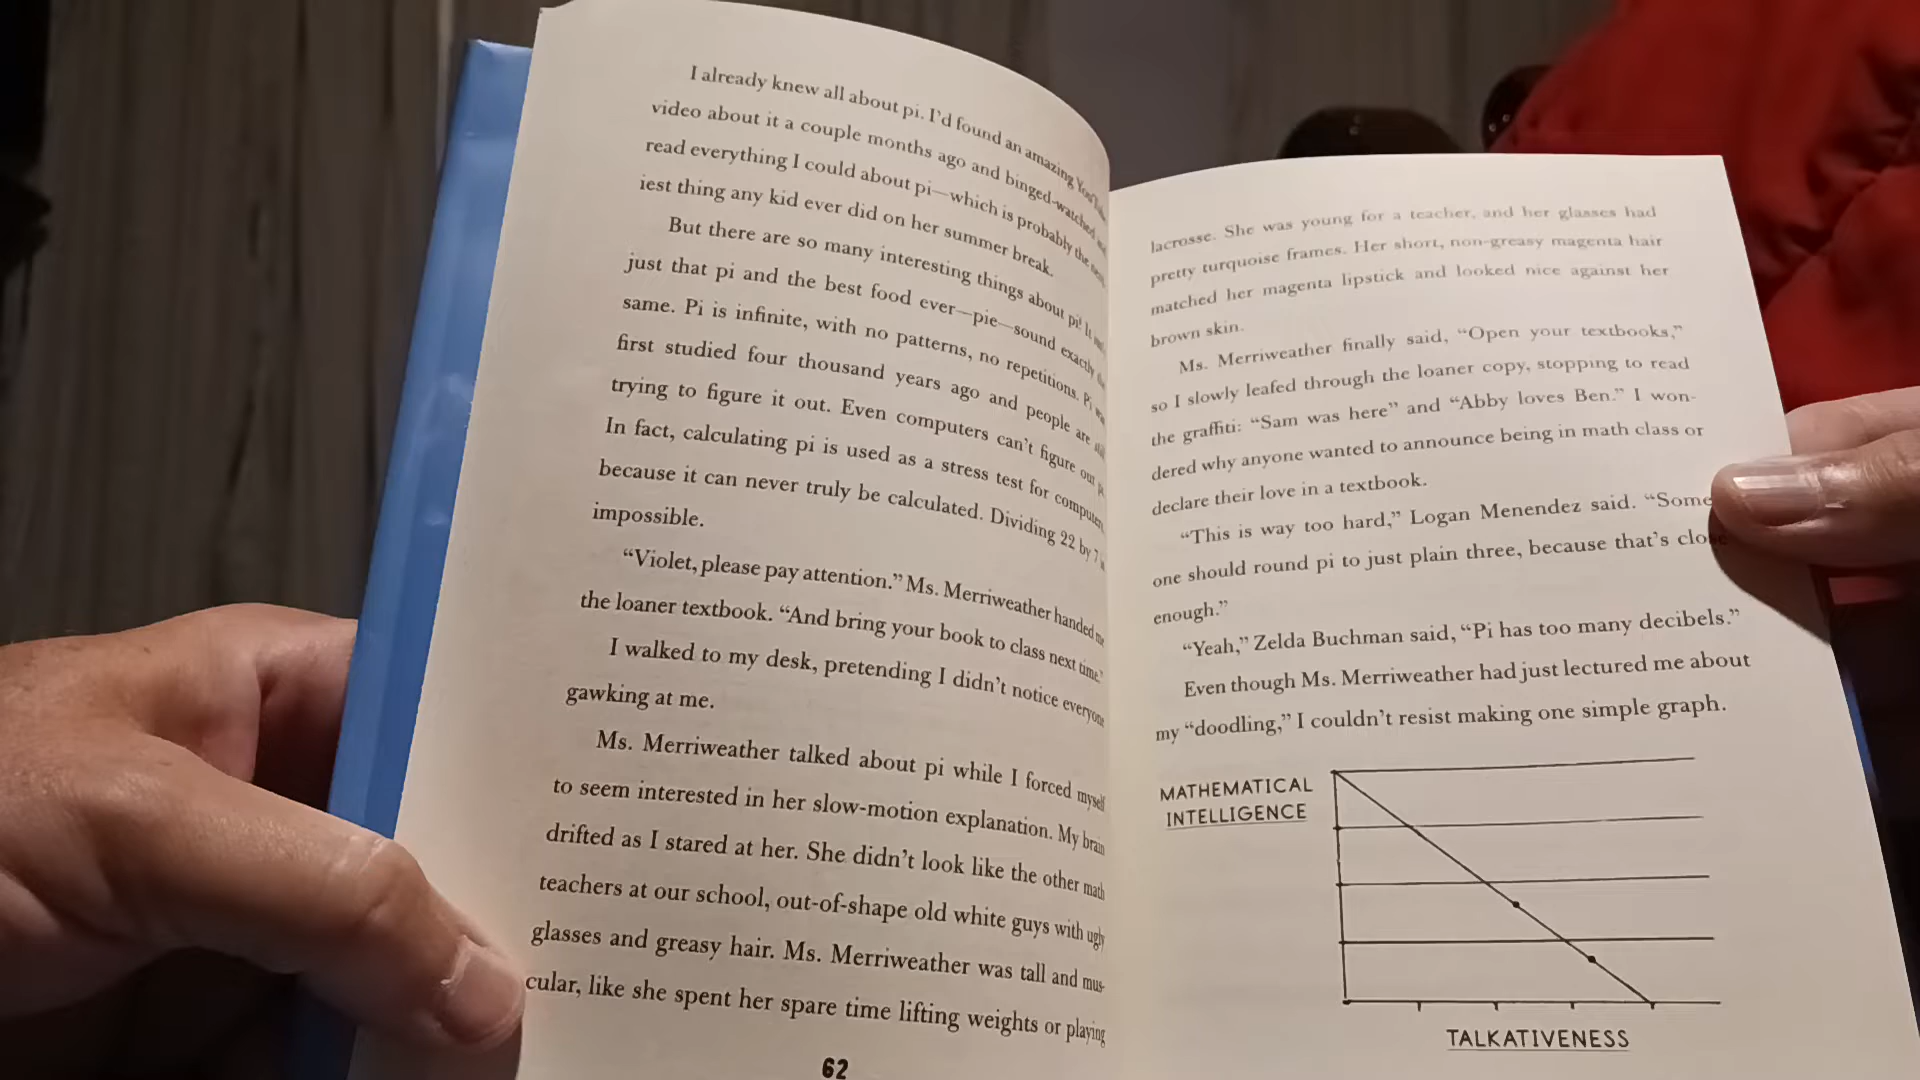 I already knew all about pi. I'd found an amazing YouTube
video about it a couple months ago and binged-watched and
read everything I could about pi—which is probably the
iest thing any kid ever did on her summer break.
But there are so many interesting things about pi! It
just that pi and the best food ever—pie—sound exactly the
same. Pi is infinite, with no patterns, no repetitions. Pi was
first studied four thousand years ago and people are still
trying to figure it out. Even computers can't figure out
In fact, calculating pi is used as a stress test for computers,
because it can never truly be calculated. Dividing 22 by 7 is
impossible.
“Violet, please pay attention.” Ms. Merriweather handed me
the loaner textbook. “And bring your book to class next time.”
I walked to my desk, pretending I didn't notice everyone
gawking at me.
Ms. Merriweather talked about pi while I forced myself
to seem interested in her slow-motion explanation. My brain
drifted as I stared at her. She didn't look like the other math
teachers at our school, out-of-shape old white guys with ugly
glasses and greasy hair. Ms. Merriweather was tall and mus-
cular, like she spent her spare time lifting weights or playing
62
lacrosse. She was young for a teacher, and her glasses had
pretty turquoise frames. Her short, non-greasy magenta hair
matched her magenta lipstick and looked nice against her
brown skin.
Ms. Merriweather finally said, “Open your textbooks,”
so I slowly leafed through the loaner copy, stopping to read
the graffiti: “Sam was here” and “Abby loves Ben.” I won-
dered why anyone wanted to announce being in math class or
declare their love in a textbook.
“This is way too hard,” Logan Menendez said. “Some
one should round pi to just plain three, because that's close
enough.”
“Yeah,” Zelda Buchman said, “Pi has too many decibels.”
Even though Ms. Merriweather had just lectured me about
my “doodling,” I couldn't resist making one simple graph.
MATHEMATICAL
INTELLIGENCE
TALKATIVENESS